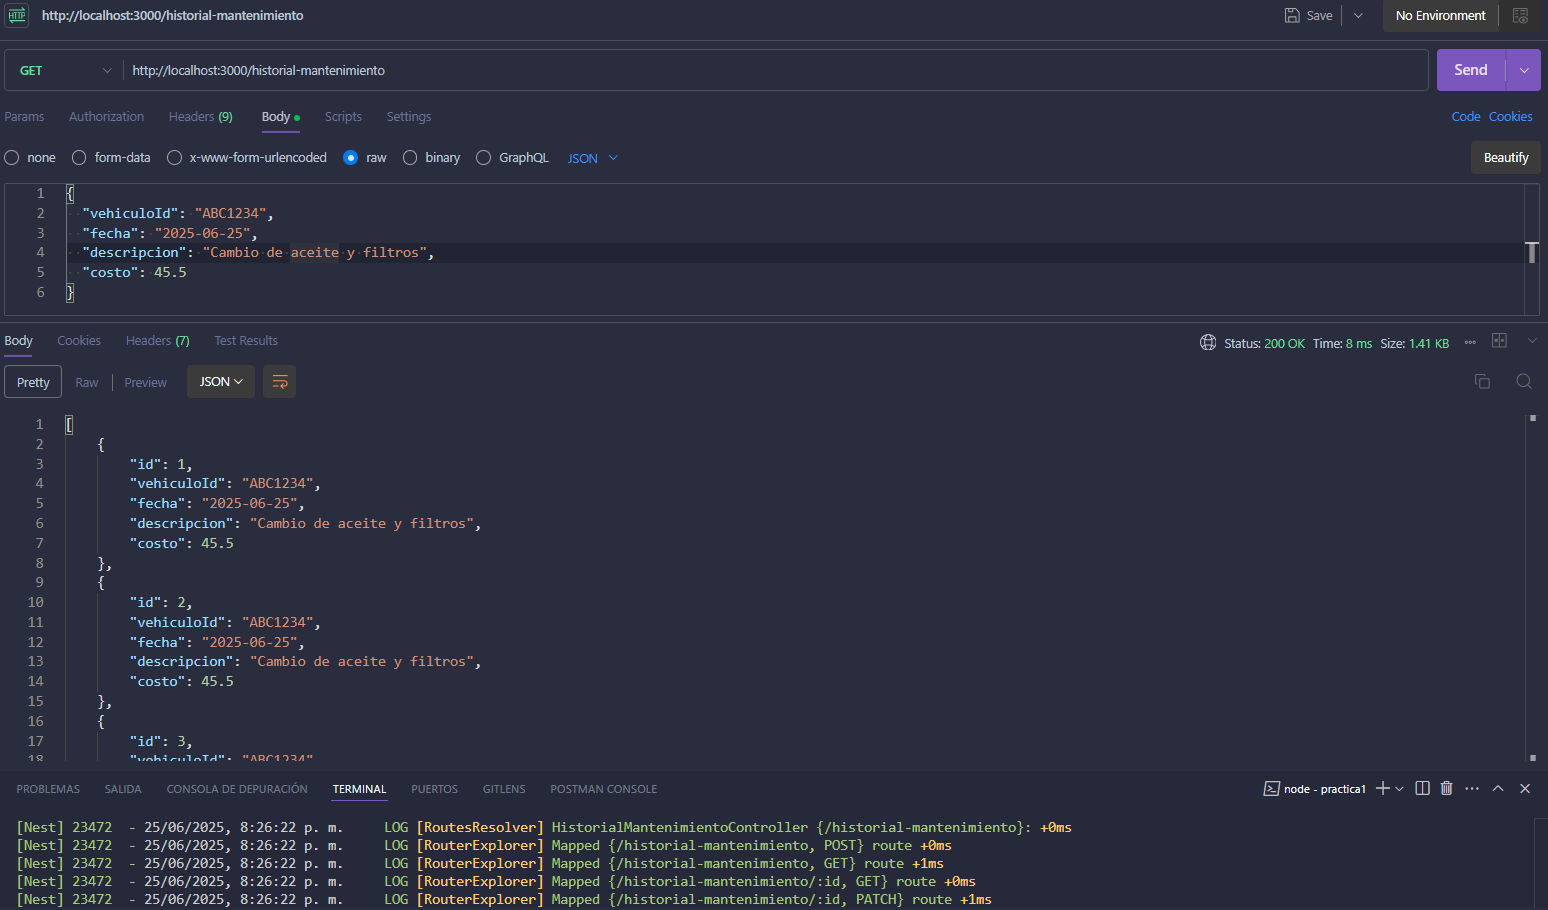 HTTP http://localhost:3000/historial-mantenimiento Save No Environment
GET http://localhost:3000/historial-mantenimiento Send
Params Authorization Headers (9) Body Scripts Settings Code Cookies
none form-data x-www-form-urlencoded raw binary GraphQL JSON Beautify
1 {
2 "vehiculoId": "ABC1234",
3 "fecha": "2025-06-25",
4 "descripcion": "Cambio de aceite y filtros",
5 "costo": 45.5
6 }
Body Cookies Headers (7) Test Results Status: 200 OK Time: 8 ms Size: 1.41 KB
Pretty Raw Preview JSON
1 [
2 {
3 "id": 1,
4 "vehiculoId": "ABC1234",
5 "fecha": "2025-06-25",
6 "descripcion": "Cambio de aceite y filtros",
7 "costo": 45.5
8 },
9 {
10 "id": 2,
11 "vehiculoId": "ABC1234",
12 "fecha": "2025-06-25",
13 "descripcion": "Cambio de aceite y filtros",
14 "costo": 45.5
15 },
16 {
17 "id": 3,
18 "vehiculoId": "ABC1234"
PROBLEMAS SALIDA CONSOLA DE DEPURACIÓN TERMINAL PUERTOS GITLENS POSTMAN CONSOLE node - practica1
[Nest] 23472 - 25/06/2025, 8:26:22 p. m. LOG [RoutesResolver] HistorialMantenimientoController {/historial-mantenimiento}: +0ms
[Nest] 23472 - 25/06/2025, 8:26:22 p. m. LOG [RouterExplorer] Mapped {/historial-mantenimiento, POST} route +0ms
[Nest] 23472 - 25/06/2025, 8:26:22 p. m. LOG [RouterExplorer] Mapped {/historial-mantenimiento, GET} route +1ms
[Nest] 23472 - 25/06/2025, 8:26:22 p. m. LOG [RouterExplorer] Mapped {/historial-mantenimiento/:id, GET} route +0ms
[Nest] 23472 - 25/06/2025, 8:26:22 p. m. LOG [RouterExplorer] Mapped {/historial-mantenimiento/:id, PATCH} route +1ms